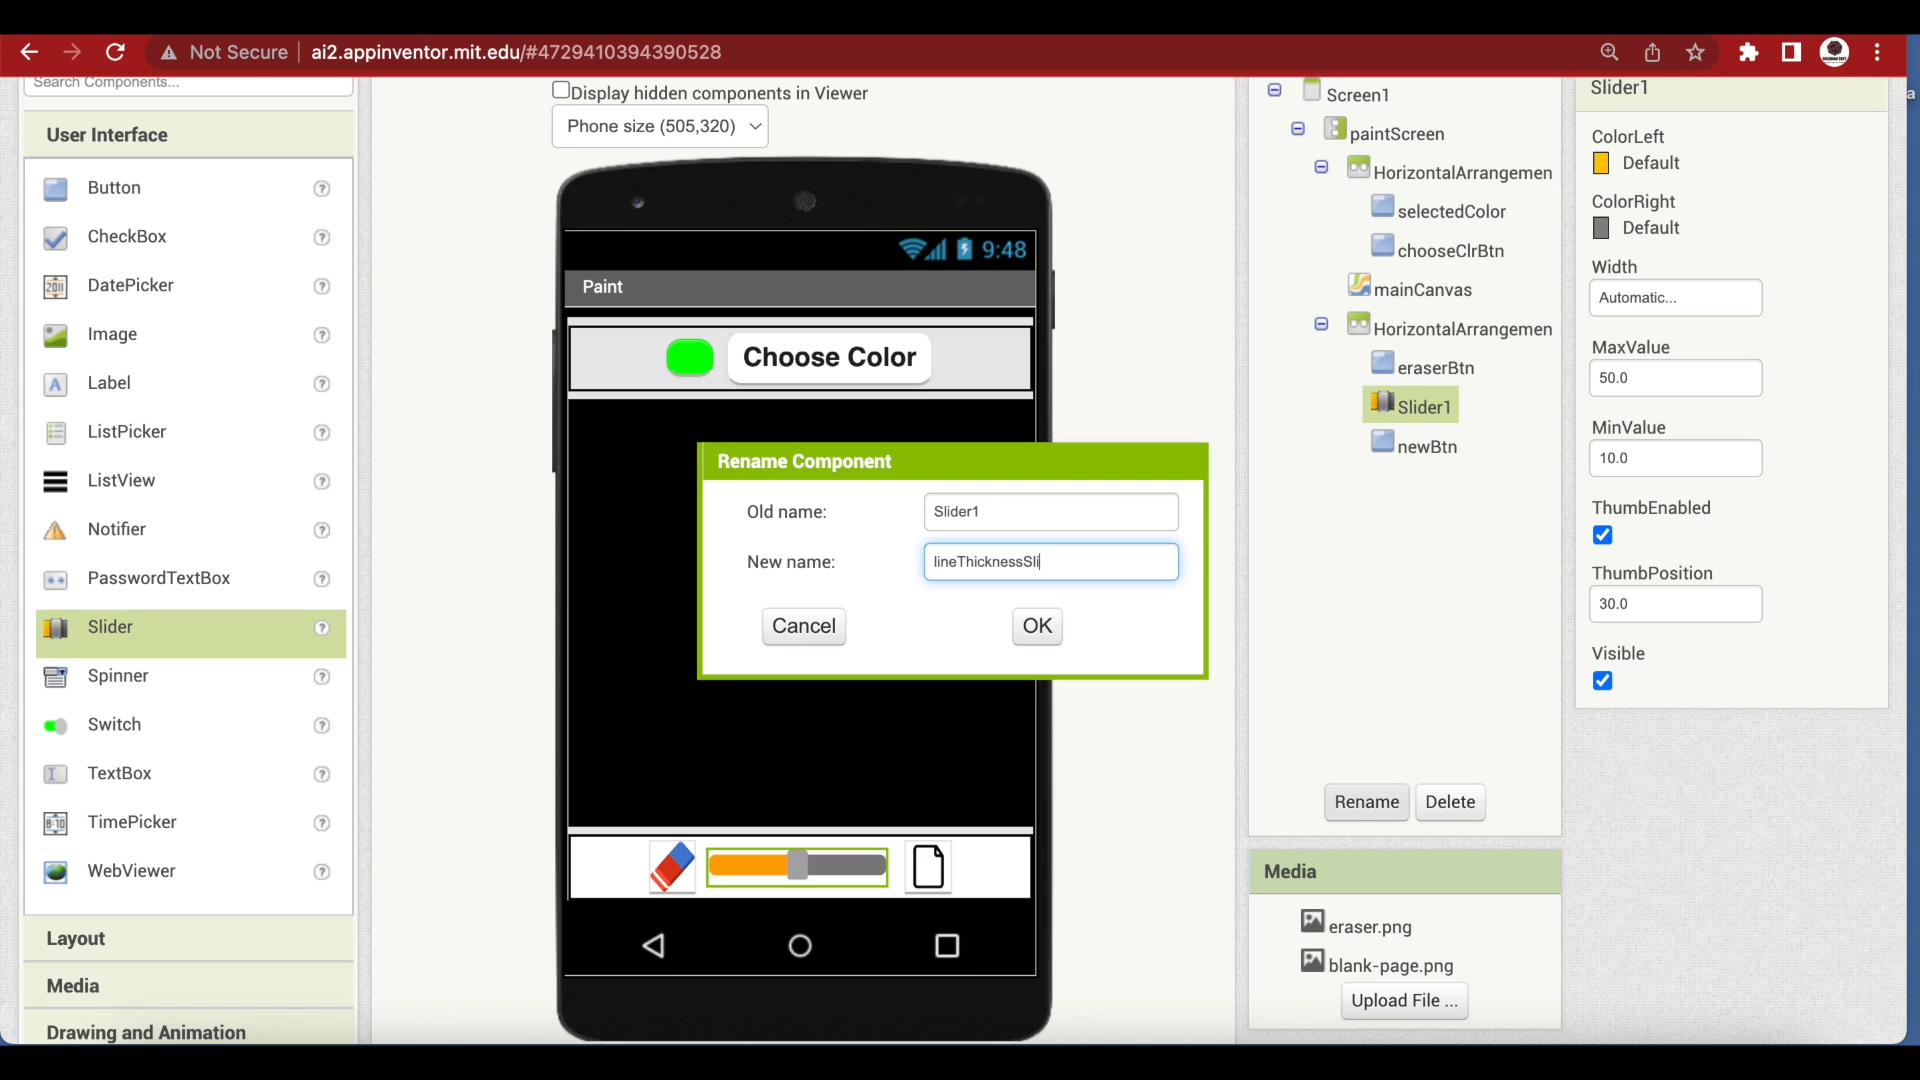 Not Secure
ai2.appinventor.mit.edu/#4729410394390528
Search Components...
User Interface
Button
CheckBox
DatePicker
Image
Label
ListPicker
ListView
Notifier
PasswordTextBox
Slider
Spinner
Switch
TextBox
TimePicker
WebViewer
Layout
Media
Drawing and Animation
Display hidden components in Viewer
Phone size (505,320)
9:48
Paint
Choose Color
Rename Component
Old name:
Slider1
New name:
lineThicknessSli
Cancel
OK
Screen1
paintScreen
HorizontalArrangemen
selectedColor
chooseClrBtn
mainCanvas
HorizontalArrangemen
eraserBtn
Slider1
newBtn
Rename
Delete
Media
eraser.png
blank-page.png
Upload File ...
Slider1
ColorLeft
Default
ColorRight
Default
Width
Automatic...
MaxValue
50.0
MinValue
10.0
ThumbEnabled
ThumbPosition
30.0
Visible